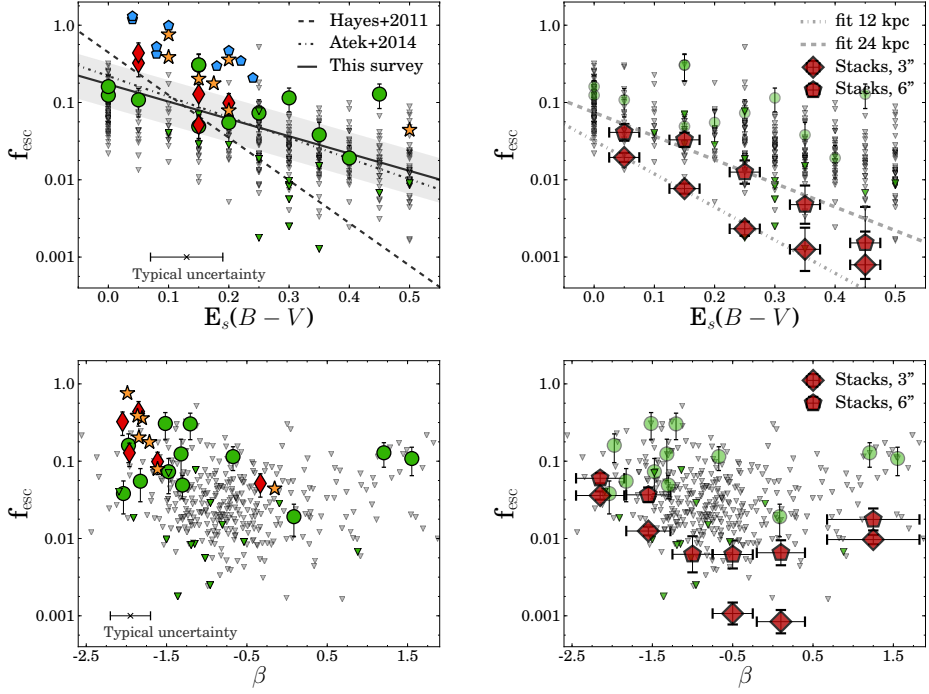 1.0
0.1
0.01
0.001
f_esc
0.0 0.1 0.2 0.3 0.4 0.5
E_s(B − V)
Hayes+2011
Atek+2014
This survey
Typical uncertainty
1.0
0.1
0.01
0.001
f_esc
0.0 0.1 0.2 0.3 0.4 0.5
E_s(B − V)
fit 12 kpc
fit 24 kpc
Stacks, 3”
Stacks, 6”
1.0
0.1
0.01
0.001
f_esc
-2.5 -1.5 -0.5 0.5 1.5
β
Typical uncertainty
1.0
0.1
0.01
0.001
f_esc
-2.5 -1.5 -0.5 0.5 1.5
β
Stacks, 3”
Stacks, 6”